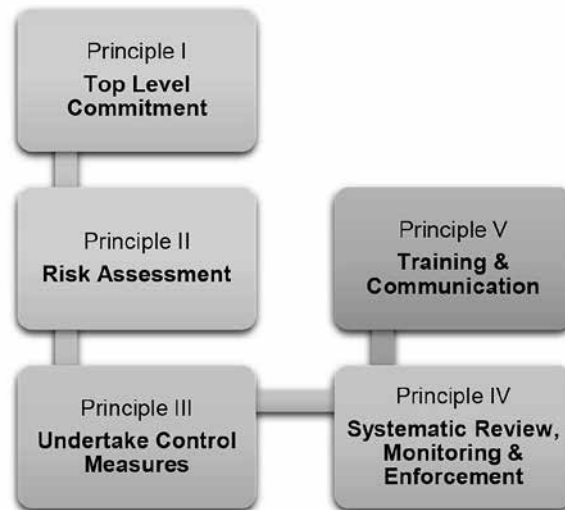 Principle I
Top Level
Commitment
Principle II
Risk Assessment
Principle III
Undertake Control
Measures
Principle IV
Systematic Review,
Monitoring &
Enforcement
Principle V
Training &
Communication